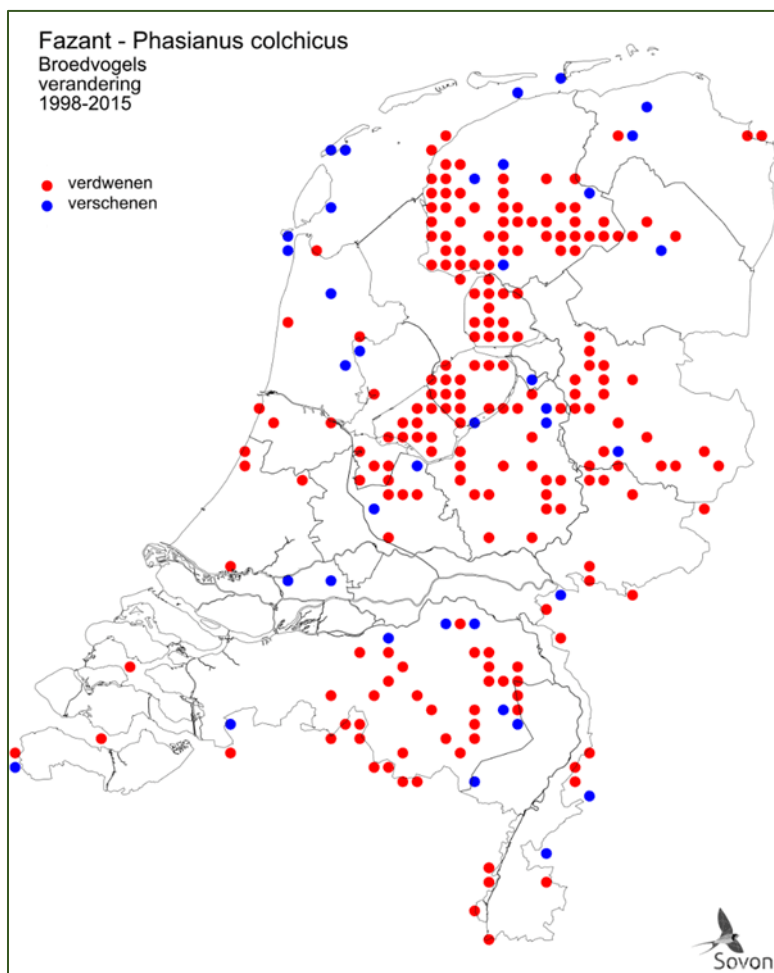 Fazant - Phasianus colchicus
Broedvogels
verandering
1998-2015
verdwenen
verschenen
Sovon